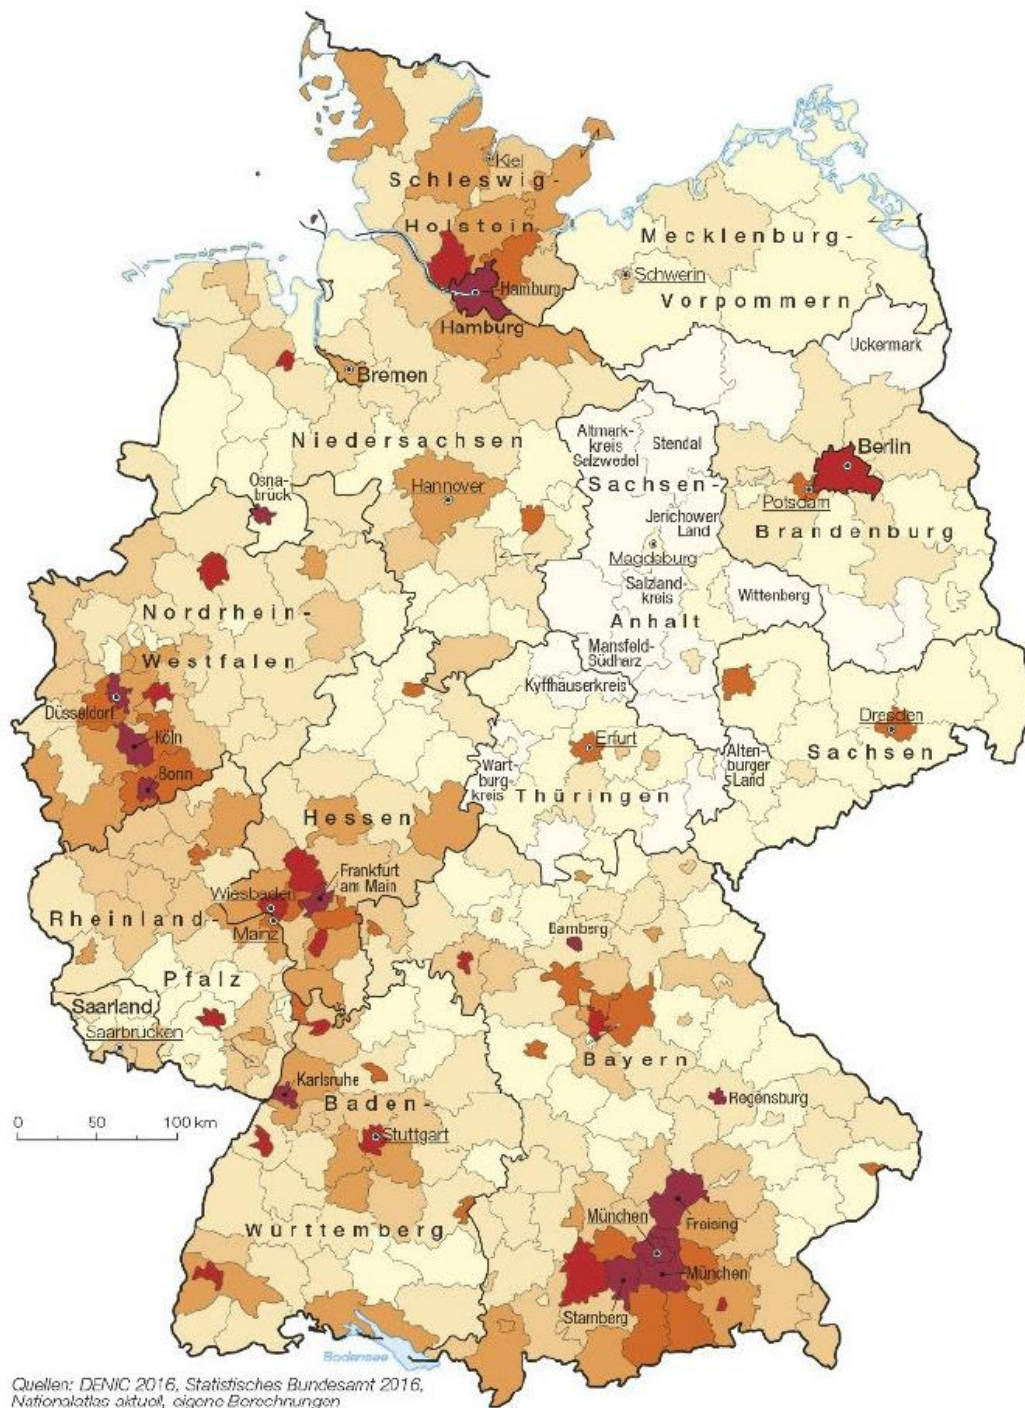 Kiel
Schleswig-
Holstein
Mecklenburg-
Schwerin
Vorpommern
Hamburg
Hamburg
Uckermark
Bremen
Niedersachsen
Altmark-
kreis
Salzwedel
Stendal
Berlin
Osna-
brück
Hannover
Sachsen-
Potsdam
Jerichower
Land
Brandenburg
Magdeburg
Salzland-
kreis
Wittenberg
Nordrhein-
Anhalt
Westfalen
Mansfeld-
Südharz
Kyffhäuserkreis
Düsseldorf
Köln
Dresden
Erfurt
Sachsen
Bonn
Wart-
burg-
kreis
Alten-
burger
Land
Thüringen
Hessen
Frankfurt
am Main
Wiesbaden
Rheinland-
Mainz
Bamberg
Pfalz
Saarland
Saarbrücken
Bayern
Karlsruhe
Baden-
Regensburg
0 50 100 km
Stuttgart
München
Freising
Württemberg
München
Starnberg
Bodensee
Quellen: DENIC 2016, Statistisches Bundesamt 2016,
Nationalatlas aktuell, eigene Berechnungen